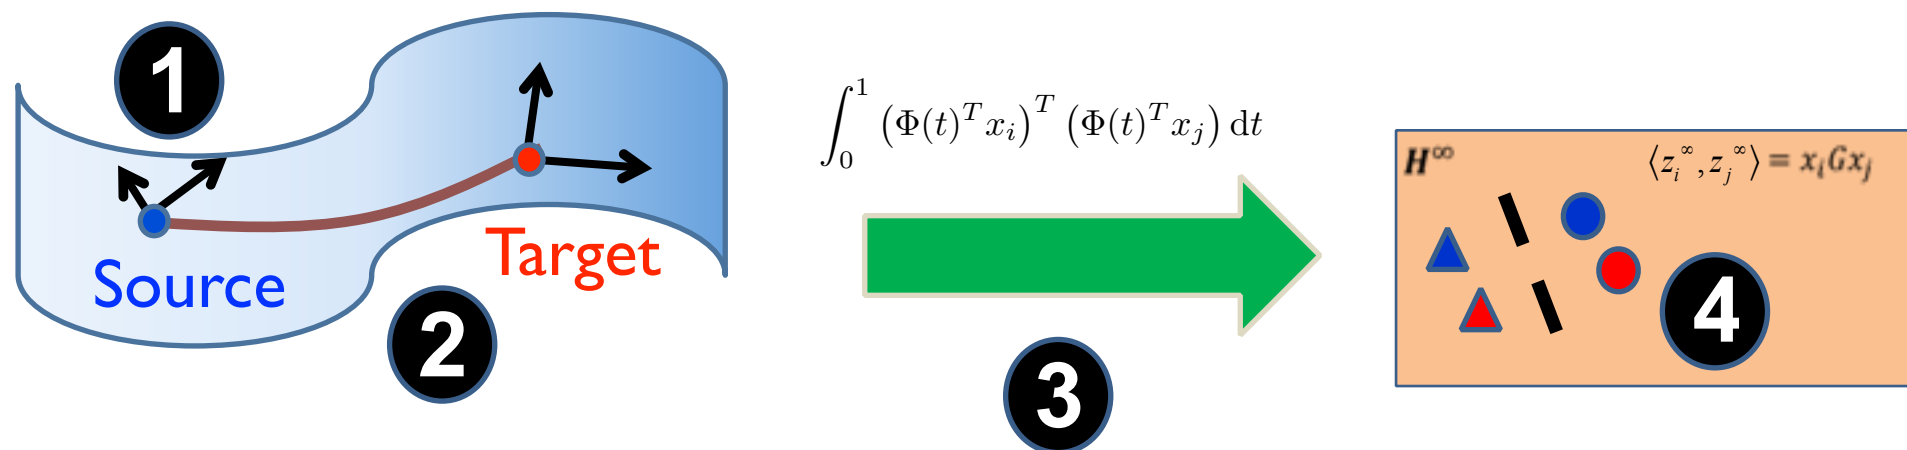 1
Source
2
Target
∫₀¹ (Φ(t)ᵀxᵢ)ᵀ (Φ(t)ᵀxⱼ) dt
3
H^∞
⟨zᵢ^∞, zⱼ^∞⟩ = xᵢGxⱼ
4